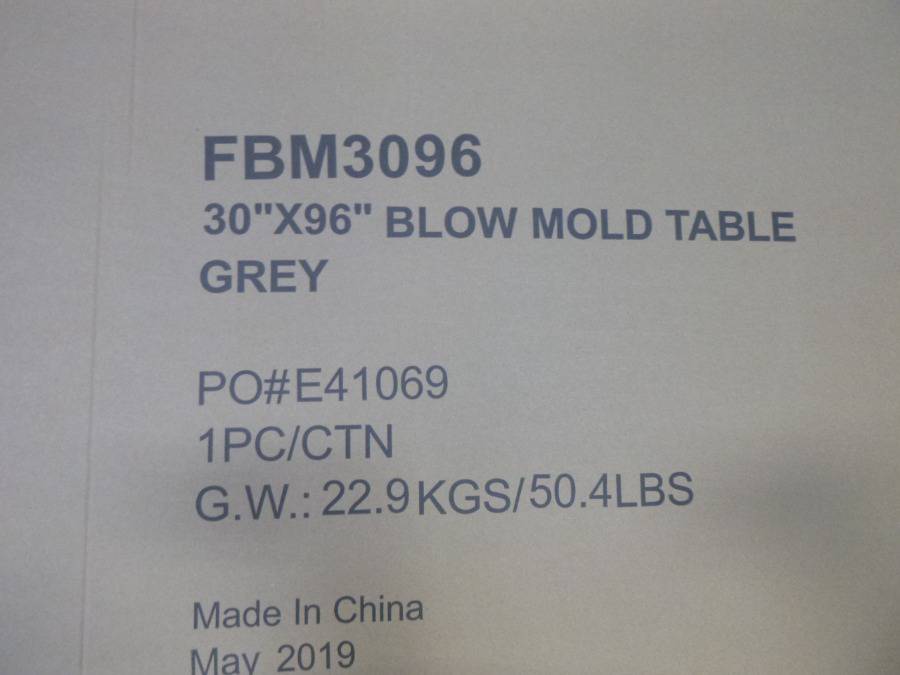 FBM3096
30"X96" BLOW MOLD TABLE
GREY
PO#E41069
1PC/CTN
G.W.: 22.9KGS/50.4LBS
Made In China
May 2019